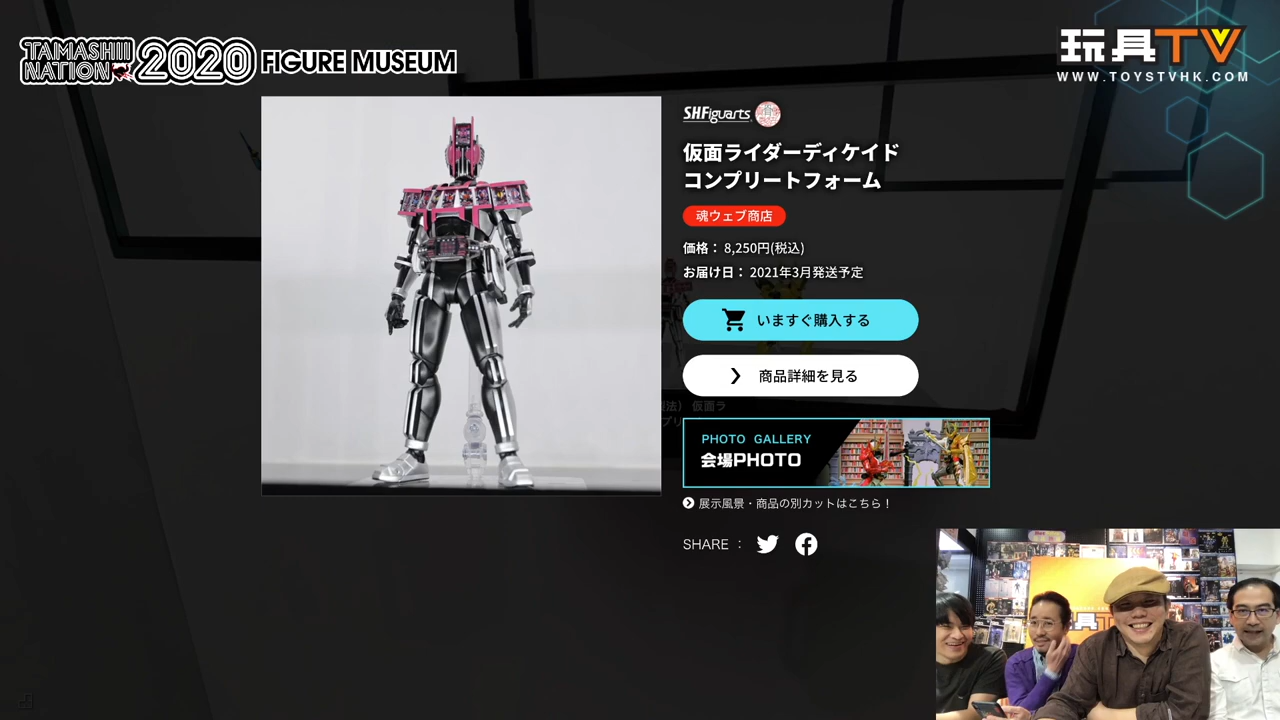 TAMASHII NATION 2020 FIGURE MUSEUM
玩具TV
WWW.TOYSTVHK.COM
S.H.Figuarts
仮面ライダーディケイド
コンプリートフォーム
魂ウェブ商店
価格： 8,250円(税込)
お届け日： 2021年3月発送予定
いますぐ購入する
商品詳細を見る
PHOTO GALLERY
会場PHOTO
展示風景・商品の別カットはこちら！
SHARE ：